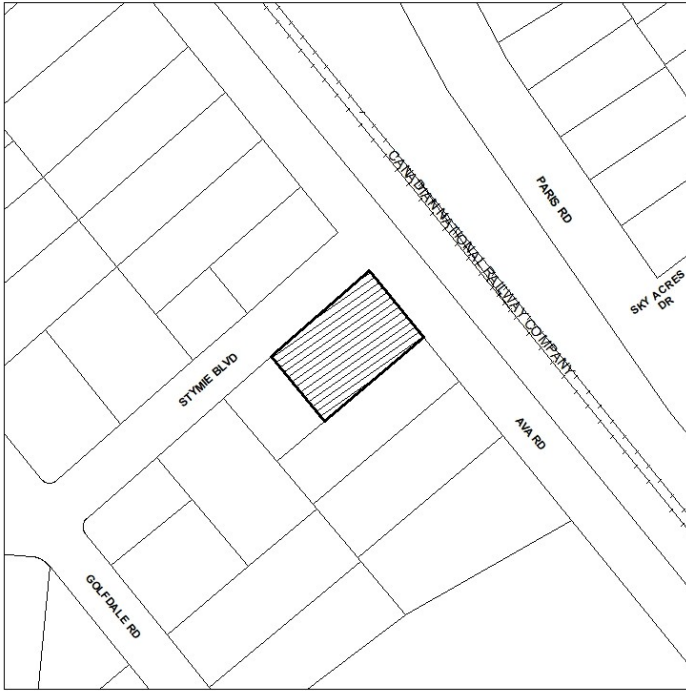 CANADIAN NATIONAL RAILWAY COMPANY
PARIS RD
SKY ACRES
DR
STYMIE BLVD
AVA RD
GOLFDALE RD